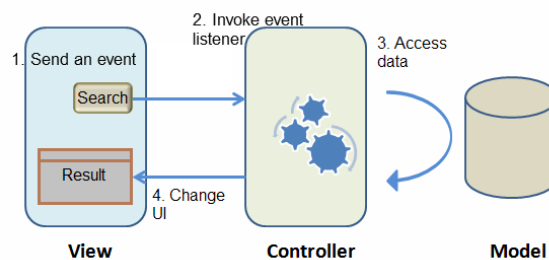 1. Send an event
Search
Result
2. Invoke event
listener
3. Access
data
4. Change
UI
View
Controller
Model